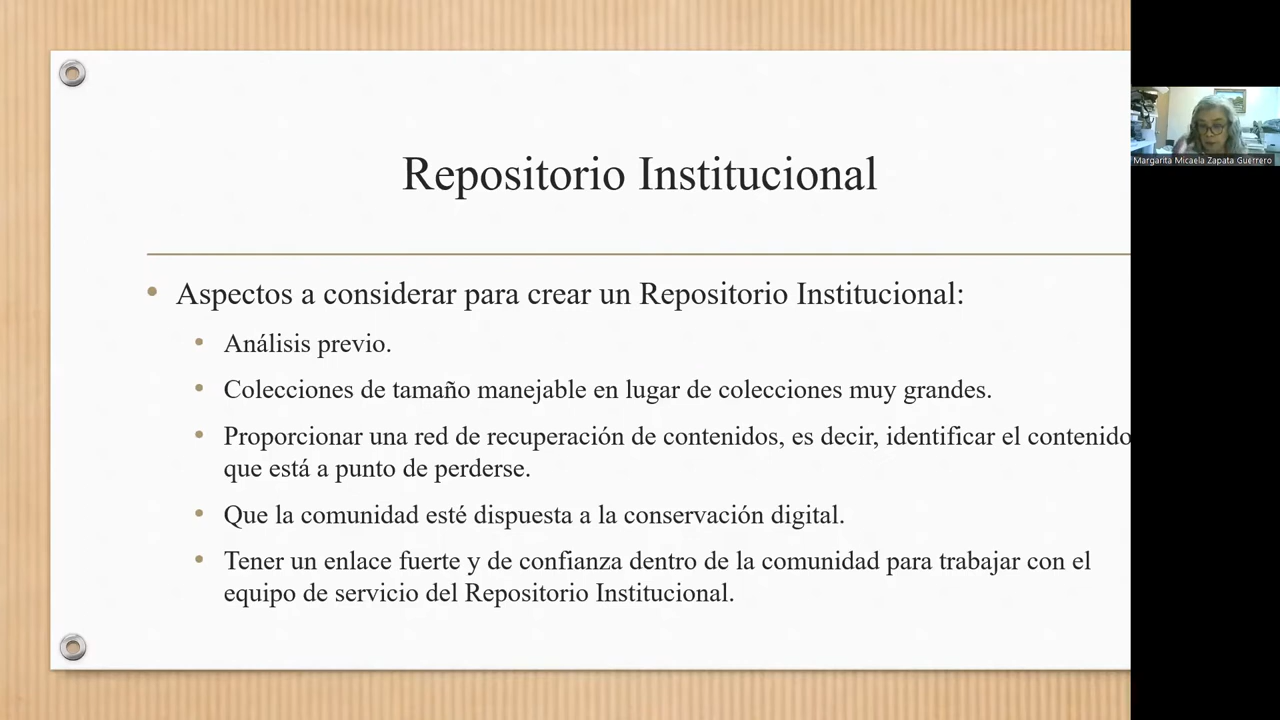 Repositorio Institucional
Aspectos a considerar para crear un Repositorio Institucional:
Análisis previo.
Colecciones de tamaño manejable en lugar de colecciones muy grandes.
Proporcionar una red de recuperación de contenidos, es decir, identificar el contenido
que está a punto de perderse.
Que la comunidad esté dispuesta a la conservación digital.
Tener un enlace fuerte y de confianza dentro de la comunidad para trabajar con el
equipo de servicio del Repositorio Institucional.
Margarita Micaela Zapata Guerrero